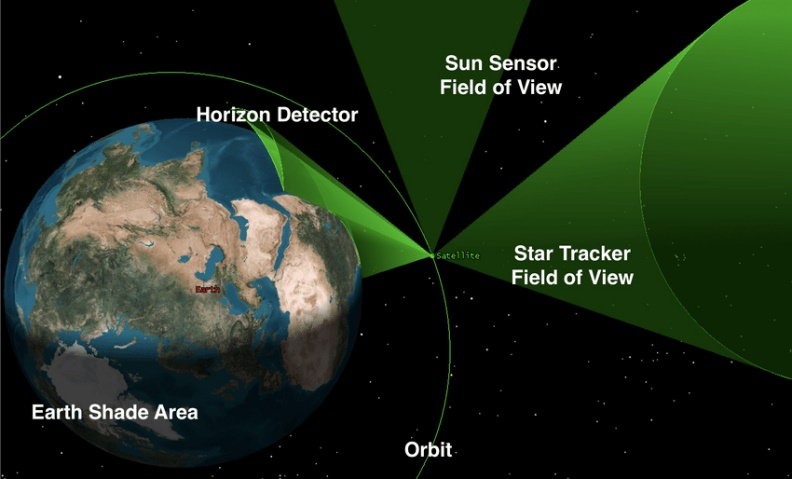 Sun Sensor
Field of View
Horizon Detector
Satellite
Star Tracker
Field of View
Earth
Earth Shade Area
Orbit